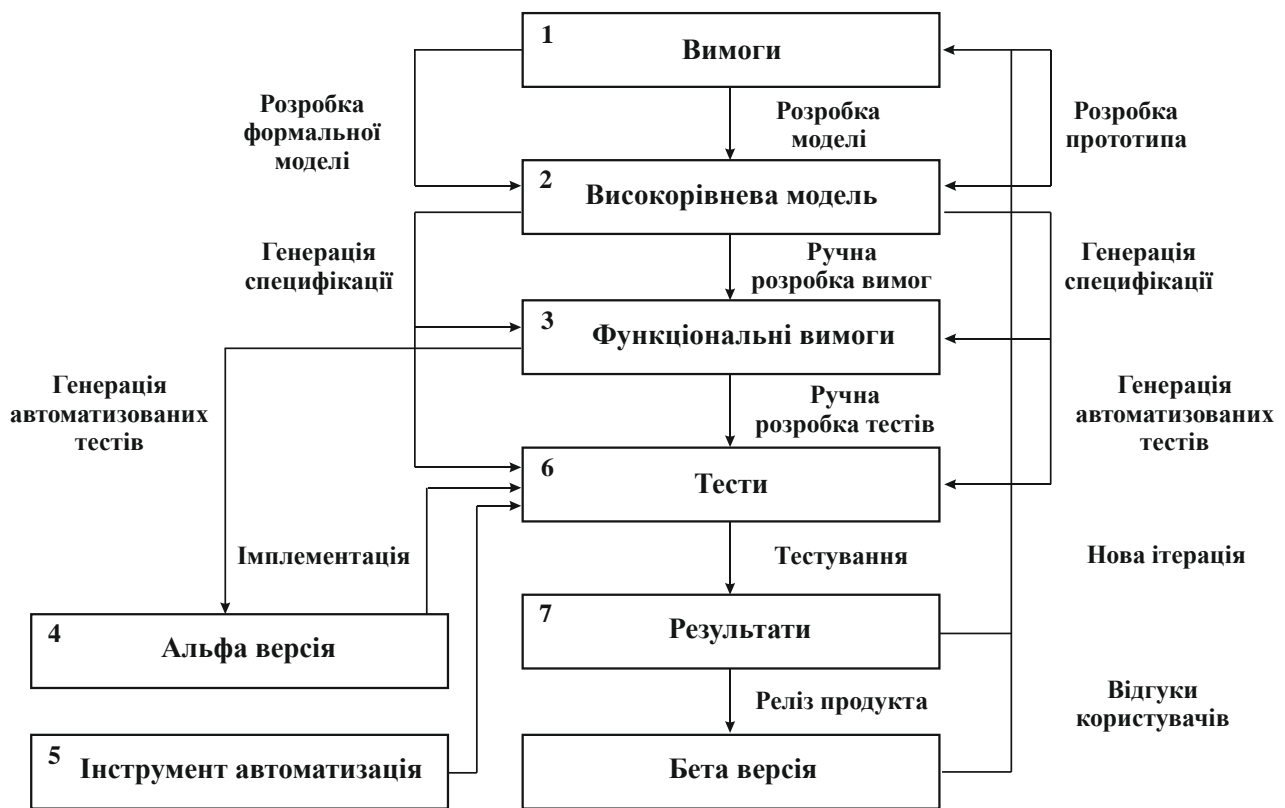 1
Вимоги
Розробка
формальної
моделі
Розробка
моделі
Розробка
прототипа
2
Високорівнева модель
Генерація
специфікації
Ручна
розробка вимог
Генерація
специфікації
3
Функціональні вимоги
Генерація
автоматизованих
тестів
Ручна
розробка тестів
Генерація
автоматизованих
тестів
6
Тести
Імплементація
Тестування
Нова ітерація
4
Альфа версія
7
Результати
Реліз продукта
Відгуки
користувачів
5
Інструмент автоматизація
Бета версія